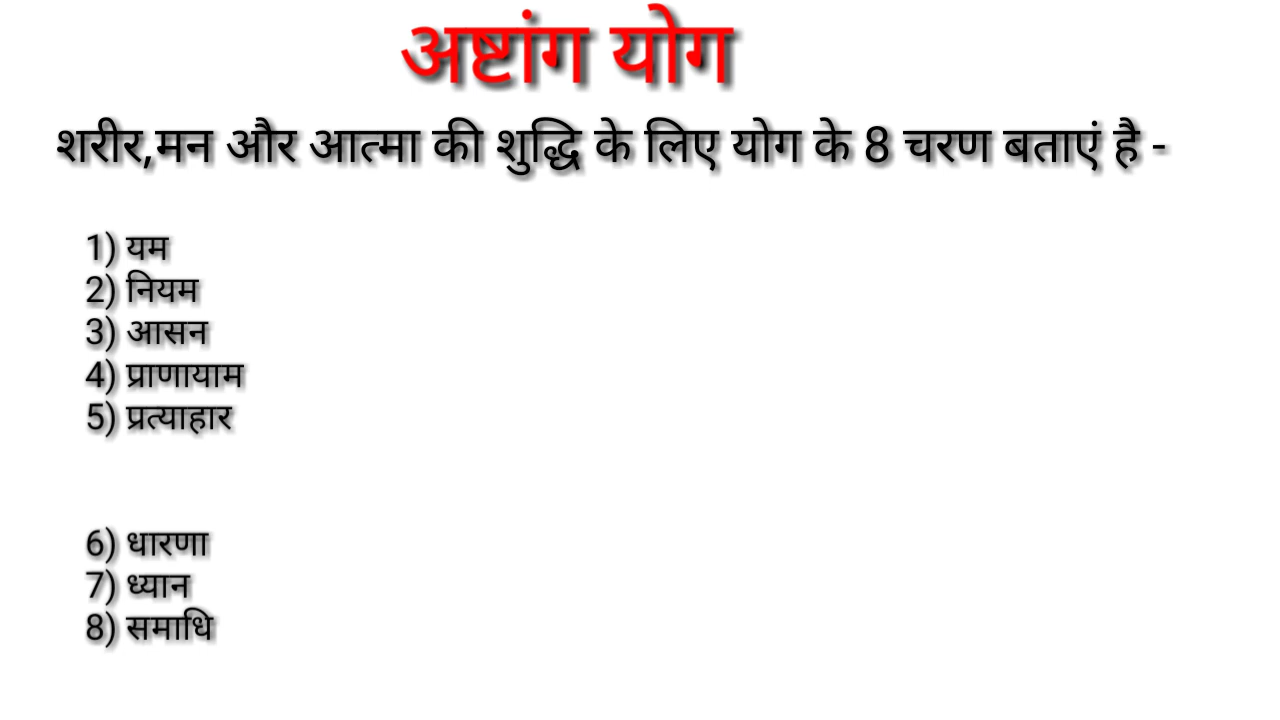 अष्टांग योग
शरीर,मन और आत्मा की शुद्धि के लिए योग के 8 चरण बताएं है -
1) यम
2) नियम
3) आसन
4) प्राणायाम
5) प्रत्याहार
6) धारणा
7) ध्यान
8) समाधि